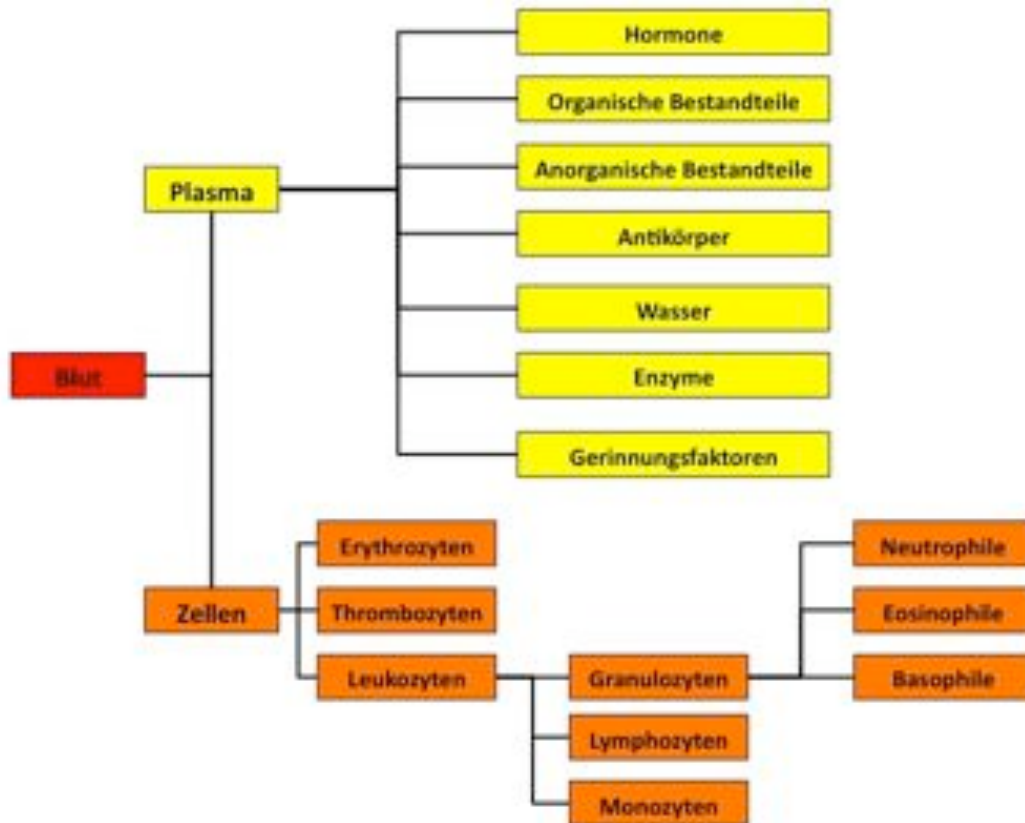 Hormone
Organische Bestandteile
Anorganische Bestandteile
Plasma
Antikörper
Wasser
Blut
Enzyme
Gerinnungsfaktoren
Erythrozyten
Neutrophile
Zellen
Thrombozyten
Eosinophile
Leukozyten
Granulozyten
Basophile
Lymphozyten
Monozyten